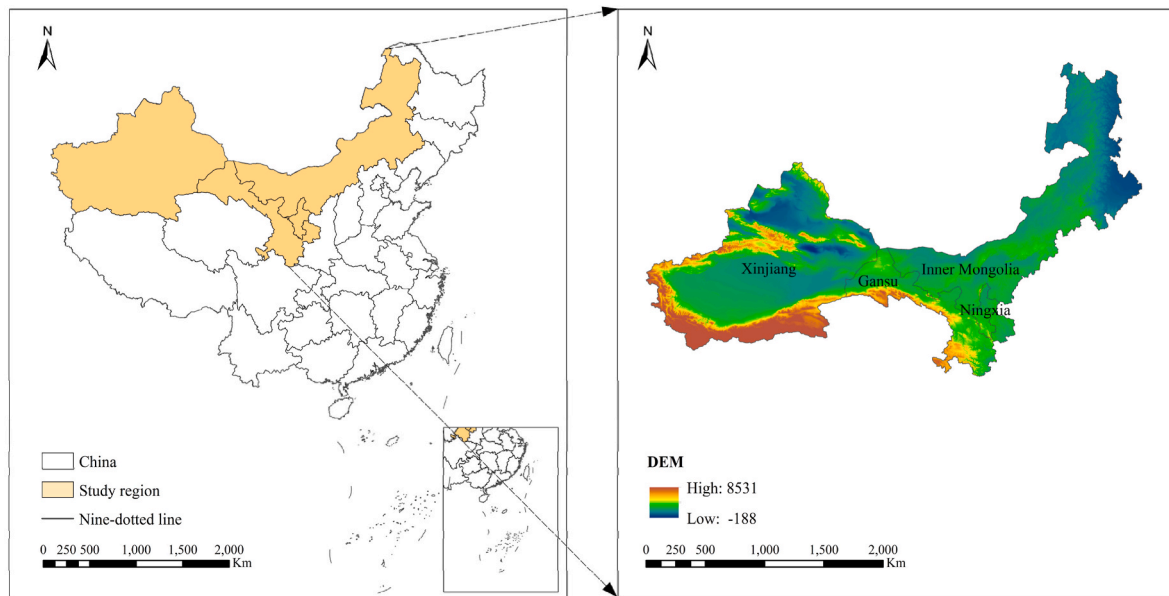 N
China
Study region
Nine-dotted line
0 250 500 1,000 1,500 2,000
Km
N
Xinjiang
Gansu
Inner Mongolia
Ningxia
DEM
High: 8531
Low: -188
0 250 500 1,000 1,500 2,000
Km